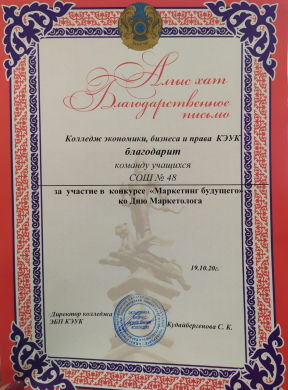 Алғыс хат
Благодарственное
письмо
Колледж экономики, бизнеса и права КЭУК
благодарит
команду учащихся
СОШ № 48
за участие в конкурсе «Маркетинг будущего»
ко Дню Маркетолога
19.10.20г.
Директор колледжа
ЭБП КЭУК
Кудайбергенова С. К.